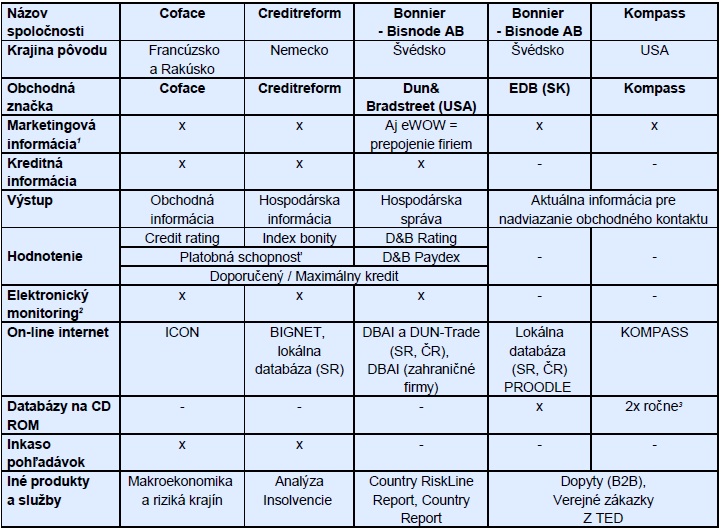 Názov Coface Creditreform Bonnier Bonnier Kompass
spoločnosti - Bisnode AB - Bisnode AB
Krajina pôvodu Francúzsko Nemecko Švédsko Švédsko USA
a Rakúsko
Obchodná Coface Creditreform Dun& EDB (SK) Kompass
značka Bradstreet (USA)
Marketingová x x Aj eWOW = x x
informácia¹ prepojenie firiem
Kreditná x x x - -
informácia
Výstup Obchodná Hospodárska Hospodárska Aktuálna informácia pre
informácia informácia správa nadviazanie obchodného kontaktu
Credit rating Index bonity D&B Rating
Hodnotenie Platobná schopnosť D&B Paydex - -
Doporučený / Maximálny kredit
Elektronický x x x - -
monitoring²
On-line internet ICON BIGNET, DBAI a DUN-Trade Lokálna KOMPASS
lokálna (SR, ČR), databáza
databáza (SR) DBAI (zahraničné (SR, ČR)
firmy) PROODLE
Databázy na CD - - - x 2x ročne³
ROM
Inkaso x x - - -
pohľadávok
Iné produkty Makroekonomika Analýza Country RiskLine Dopyty (B2B),
a služby a riziká krajín Insolvencie Report, Country Verejné zákazky
Report Z TED